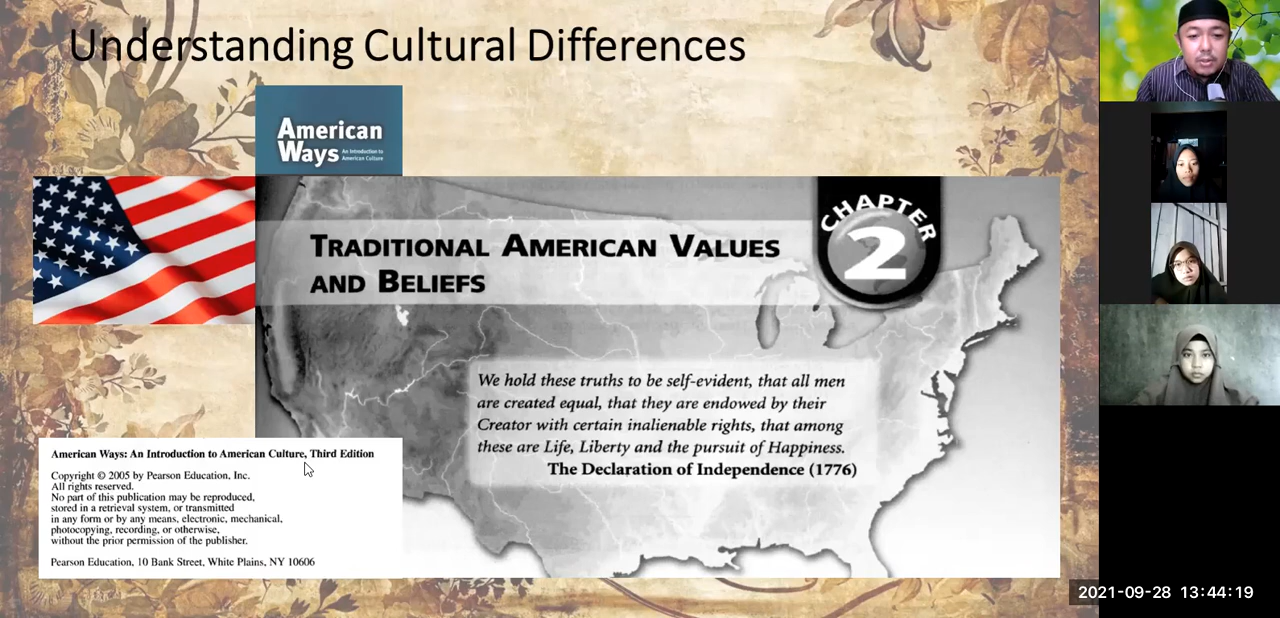 Understanding Cultural Differences
American
Ways
An Introduction to
American Culture
CHAPTER
2
TRADITIONAL AMERICAN VALUES
AND BELIEFS
We hold these truths to be self-evident, that all men
are created equal, that they are endowed by their
Creator with certain inalienable rights, that among
these are Life, Liberty and the pursuit of Happiness.
The Declaration of Independence (1776)
American Ways: An Introduction to American Culture, Third Edition
Copyright © 2005 by Pearson Education, Inc.
All rights reserved.
No part of this publication may be reproduced,
stored in a retrieval system, or transmitted
in any form or by any means, electronic, mechanical,
photocopying, recording, or otherwise,
without the prior permission of the publisher.
Pearson Education, 10 Bank Street, White Plains, NY 10606
2021-09-28 13:44:19